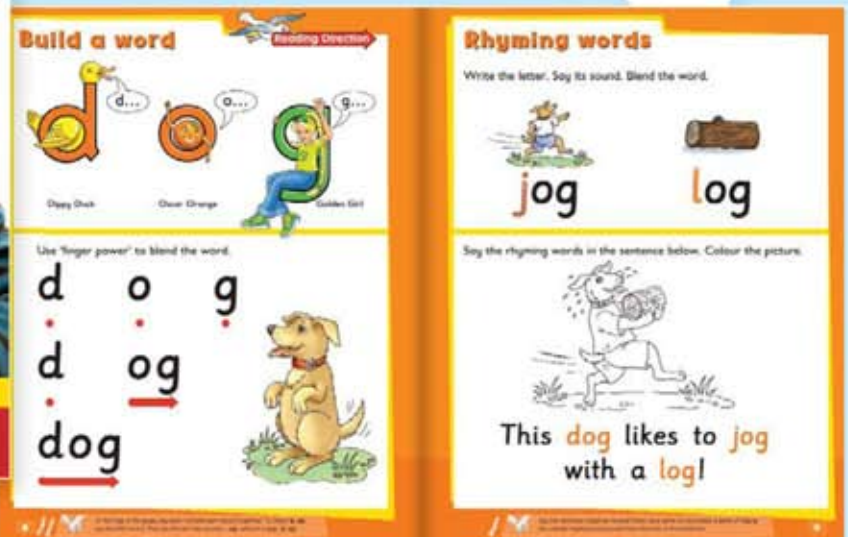 Build a word
Reading Direction
d...
o...
g...
d o g
Dippy Duck
Oscar Orange
Golden Girl
Use 'finger power' to blend the word.
d o g
d og
dog
Rhyming words
Write the letter. Say its sound. Blend the word.
jog
log
Say the rhyming words in the sentence below. Colour the picture.
This dog likes to jog
with a log!